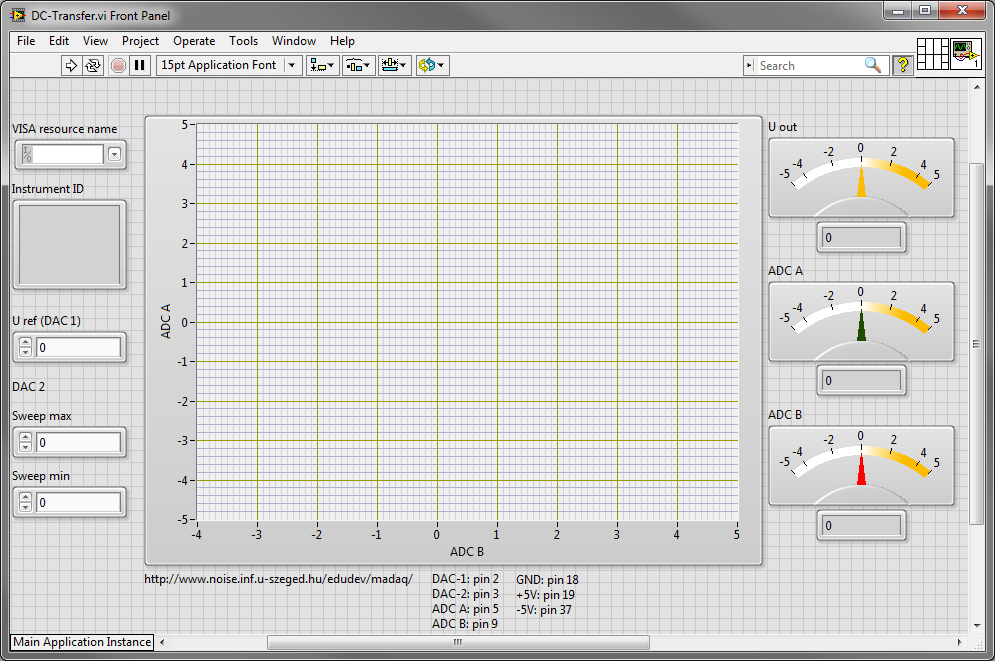 DC-Transfer.vi Front Panel
File Edit View Project Operate Tools Window Help
15pt Application Font
Search
?
1
VISA resource name
I/O
Instrument ID
U ref (DAC 1)
0
DAC 2
Sweep max
0
Sweep min
0
ADC A
5
4
3
2
1
0
-1
-2
-3
-4
-5
-4 -3 -2 -1 0 1 2 3 4 5
ADC B
U out
-5 -4 -2 0 2 4 5
0
ADC A
-5 -4 -2 0 2 4 5
0
ADC B
-5 -4 -2 0 2 4 5
0
http://www.noise.inf.u-szeged.hu/edudev/madaq/
DAC-1: pin 2 GND: pin 18
DAC-2: pin 3 +5V: pin 19
ADC A: pin 5 -5V: pin 37
ADC B: pin 9
Main Application Instance